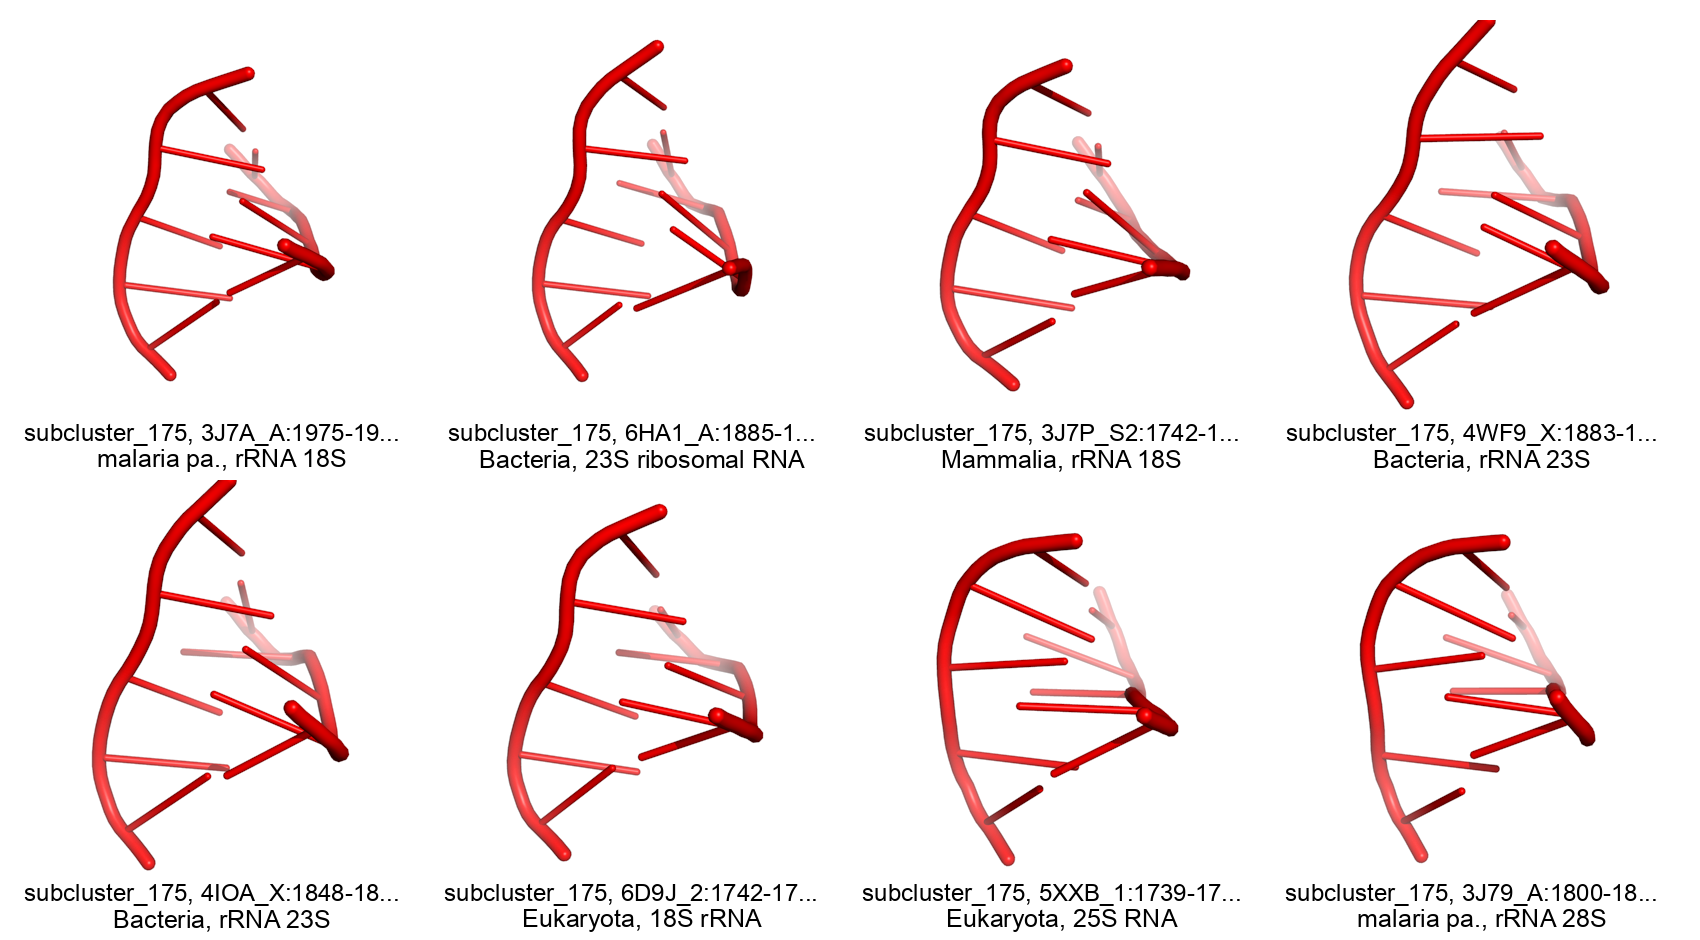 subcluster_175, 3J7A_A:1975-19...
malaria pa., rRNA 18S
subcluster_175, 6HA1_A:1885-1...
Bacteria, 23S ribosomal RNA
subcluster_175, 3J7P_S2:1742-1...
Mammalia, rRNA 18S
subcluster_175, 4WF9_X:1883-1...
Bacteria, rRNA 23S
subcluster_175, 4IOA_X:1848-18...
Bacteria, rRNA 23S
subcluster_175, 6D9J_2:1742-17...
Eukaryota, 18S rRNA
subcluster_175, 5XXB_1:1739-17...
Eukaryota, 25S RNA
subcluster_175, 3J79_A:1800-18...
malaria pa., rRNA 28S